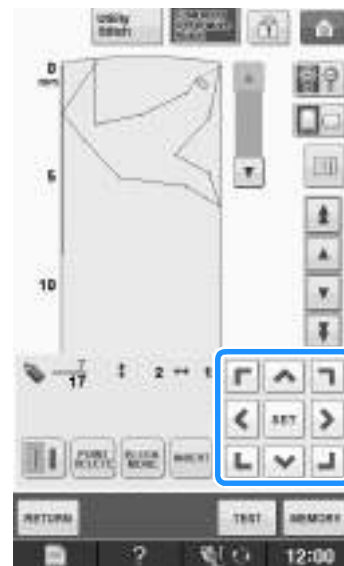 Utility
Stitch
0
mm
5
10
7
17
2
SET
POINT
DELETE
BLOCK
MOVE
INSERT
RETURN
TEST
MEMORY
?
12:00